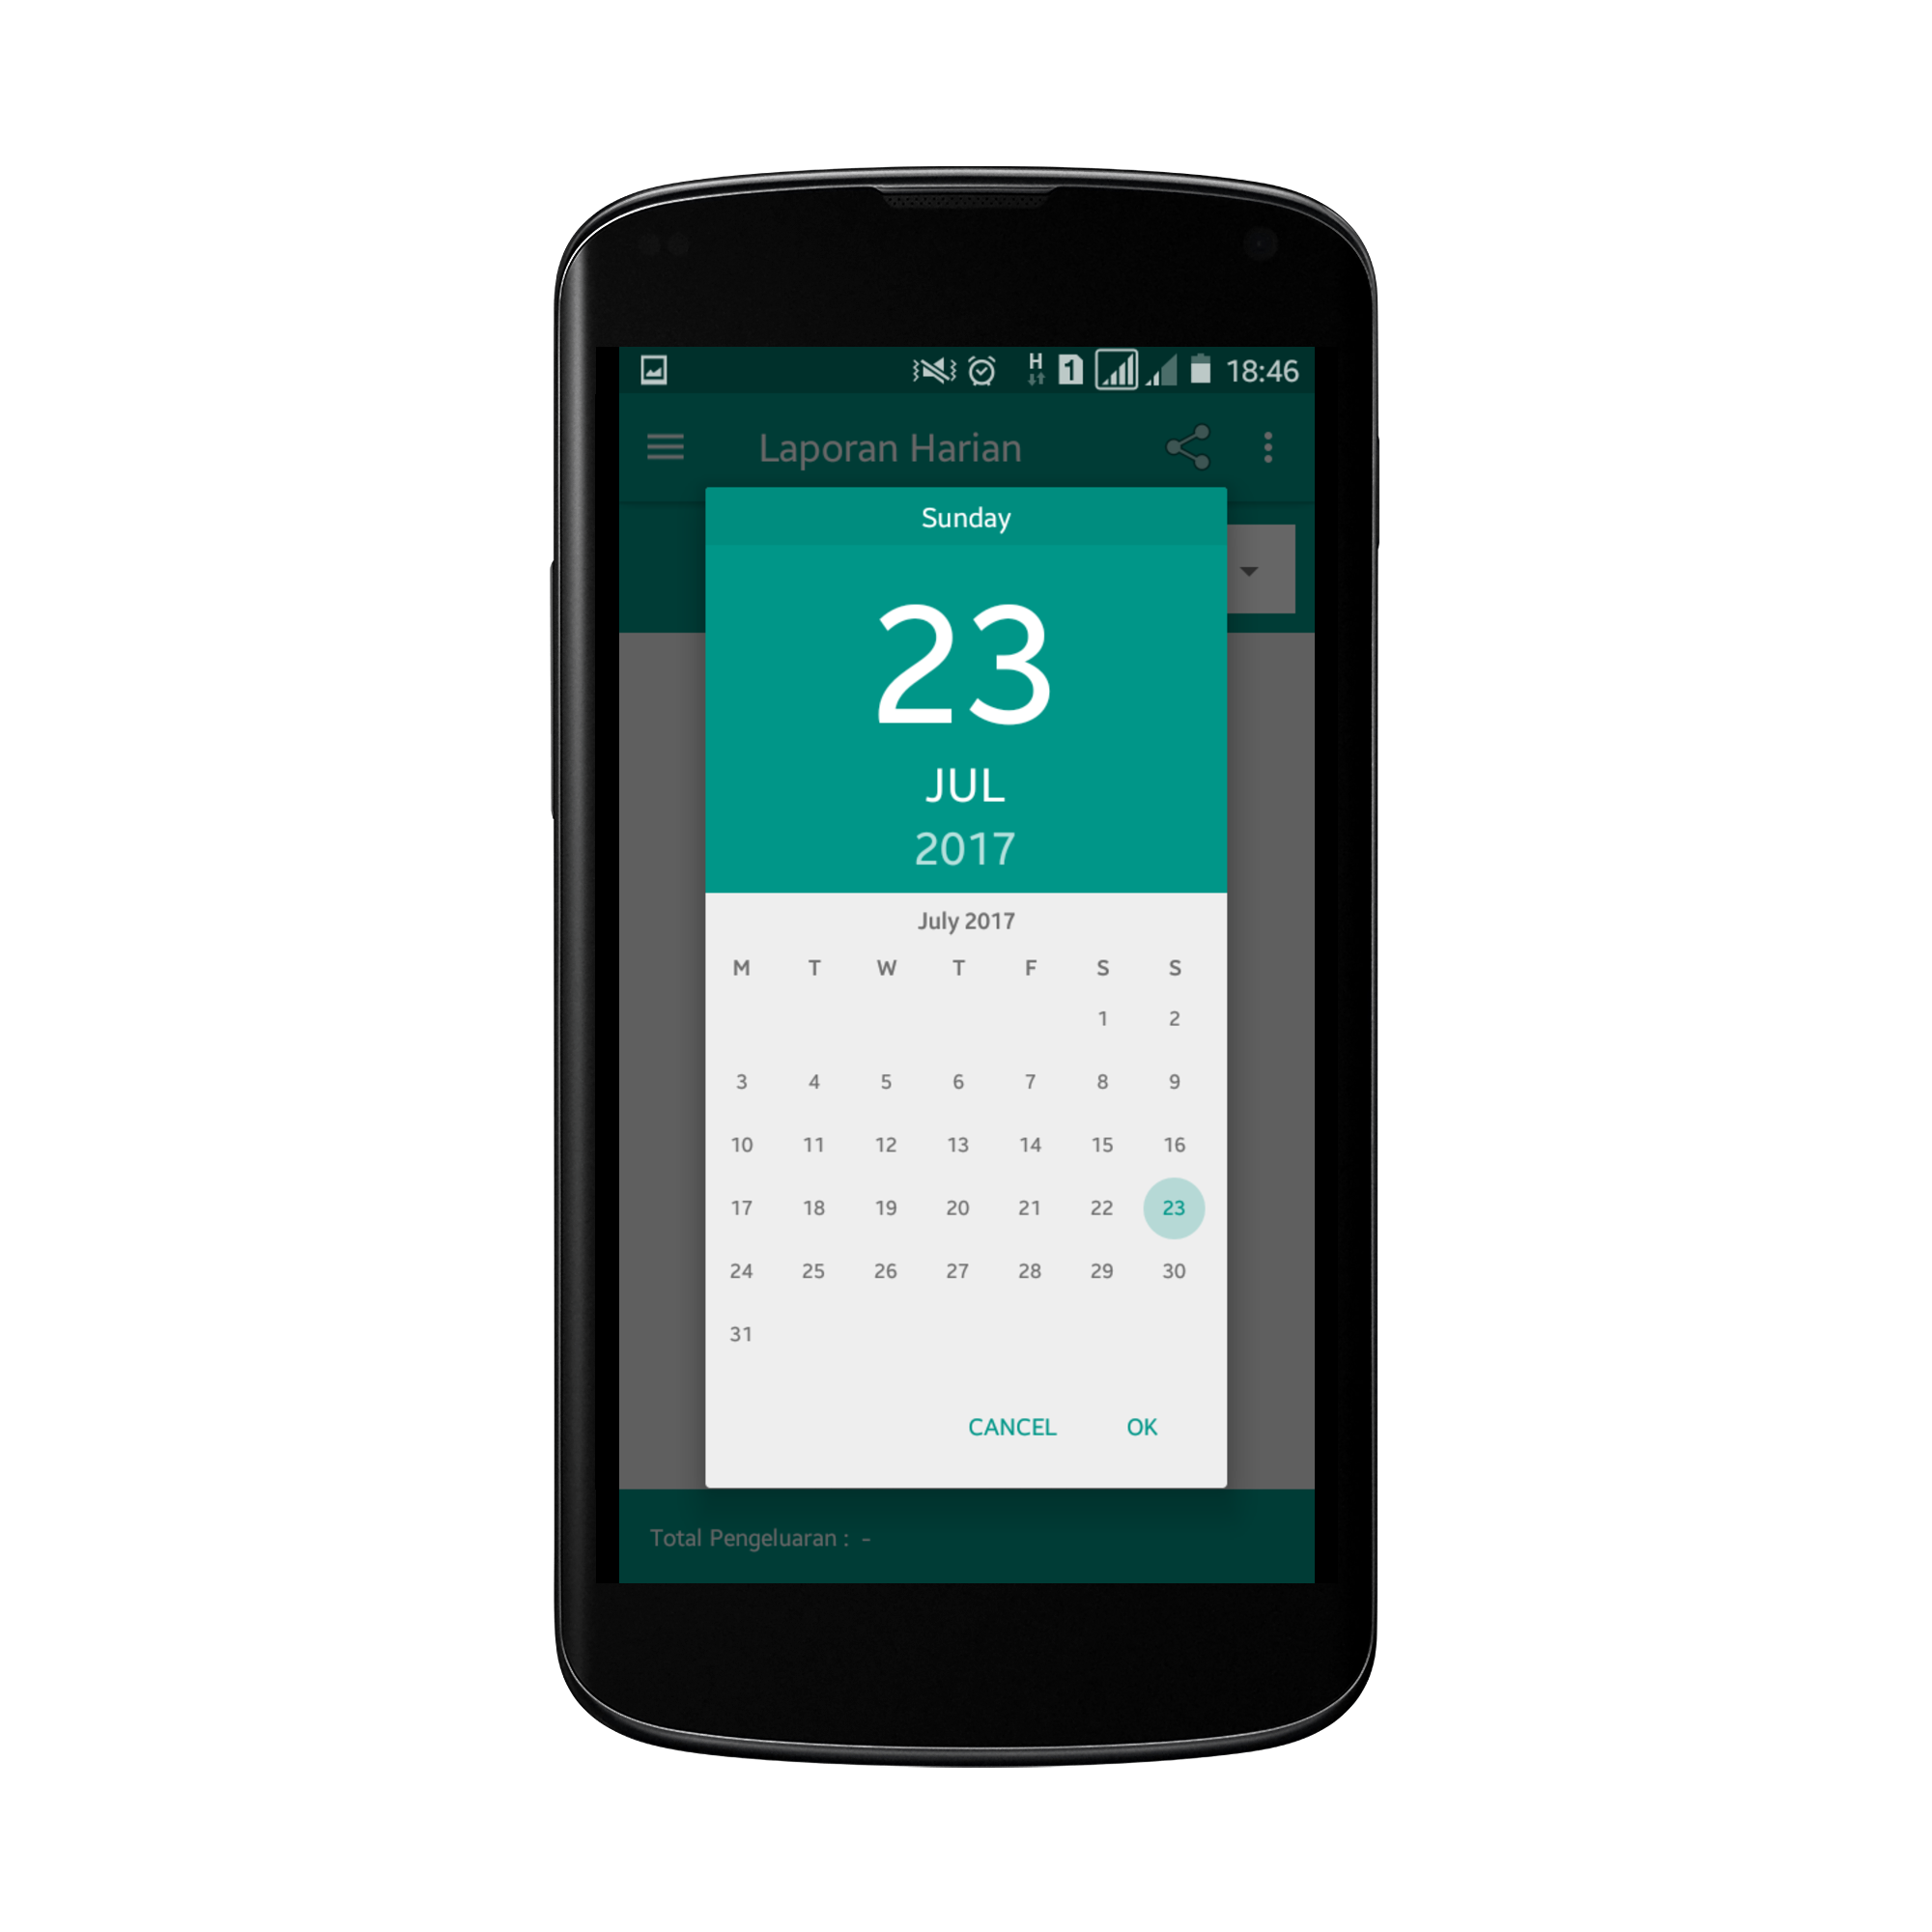 H 1 18:46
Laporan Harian
Sunday
23
JUL
2017
July 2017
M T W T F S S
1 2
3 4 5 6 7 8 9
10 11 12 13 14 15 16
17 18 19 20 21 22 23
24 25 26 27 28 29 30
31
CANCEL OK
Total Pengeluaran : -